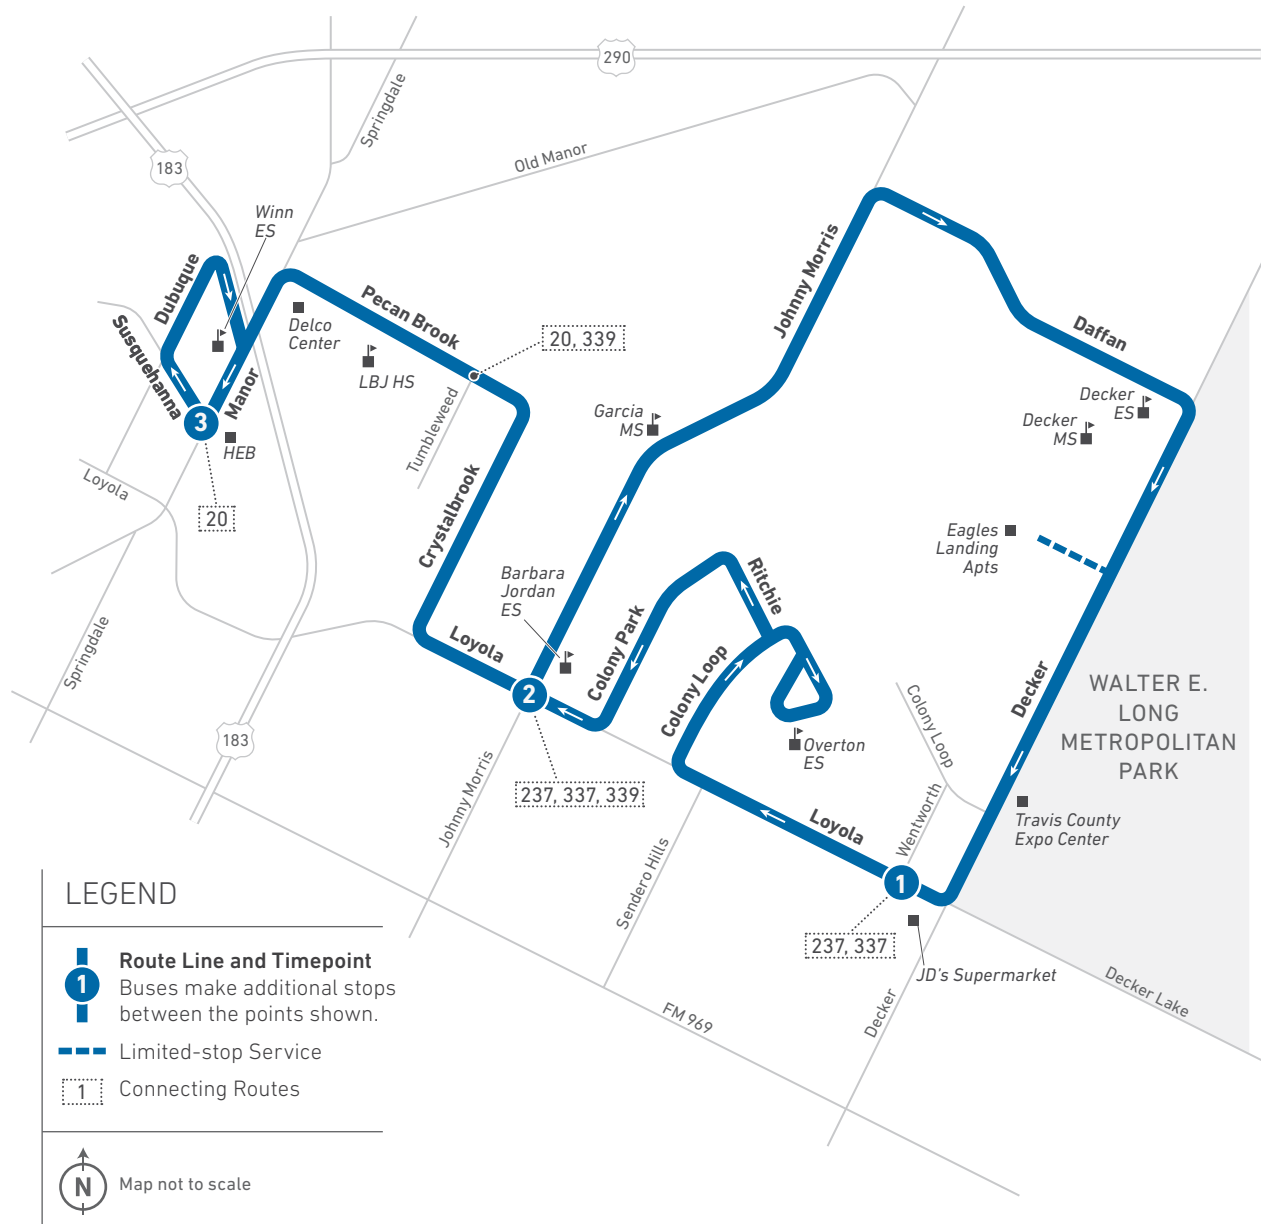 290
Springdale
Old Manor
183
Winn
ES
Dubuque
Susquehanna
Manor
Pecan Brook
Delco
Center
LBJ HS
20, 339
Tumbleweed
3
HEB
20
Loyola
Springdale
183
Crystalbrook
Garcia
MS
Johnny Morris
Daffan
Decker
ES
Decker
MS
Eagles
Landing
Apts
Barbara
Jordan
ES
Loyola
2
237, 337, 339
Johnny Morris
Colony Park
Ritchie
Colony Loop
Overton
ES
Colony Loop
Decker
WALTER E.
LONG
METROPOLITAN
PARK
Travis County
Expo Center
Wentworth
Loyola
1
237, 337
JD's Supermarket
Sendero Hills
Decker
Decker Lake
FM 969
LEGEND
1
Route Line and Timepoint
Buses make additional stops
between the points shown.
Limited-stop Service
1
Connecting Routes
N
Map not to scale